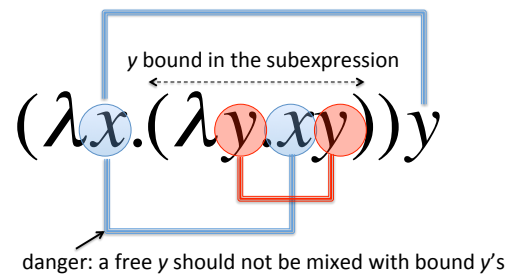 y bound in the subexpression
(λx.(λy.xy))y
danger: a free y should not be mixed with bound y’s